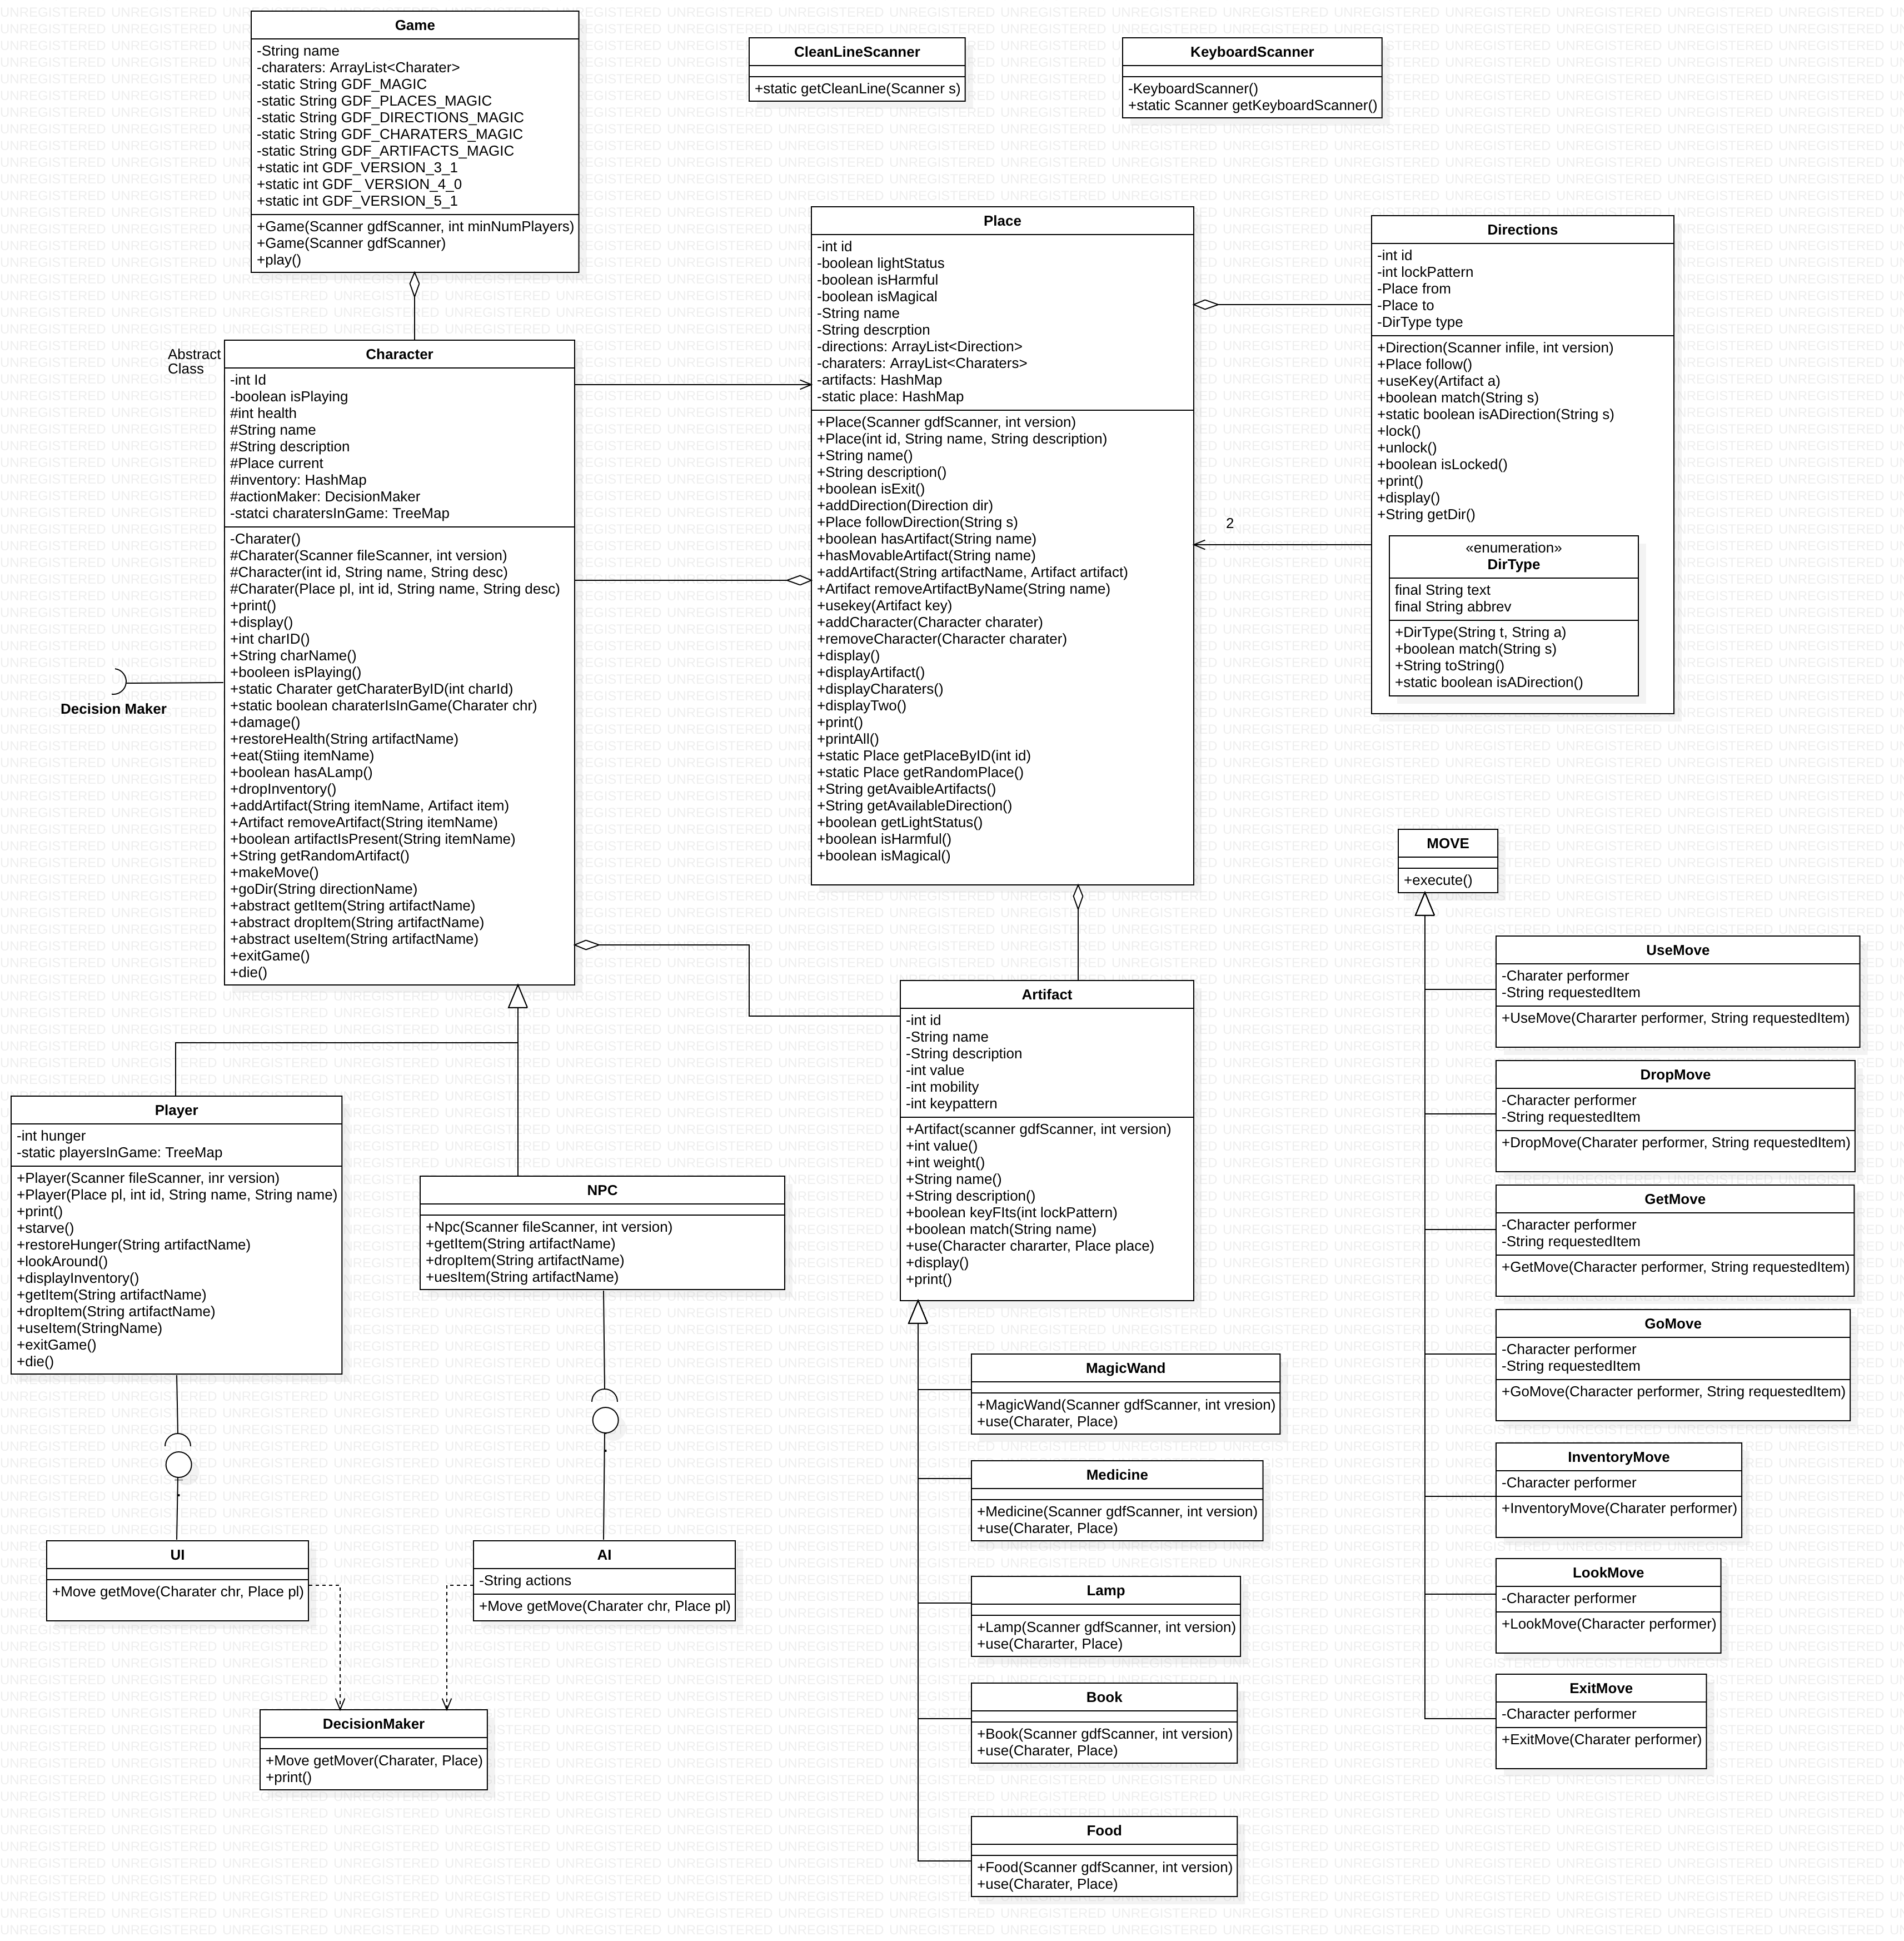 Game
-String name
-charaters: ArrayList<Charater>
-static String GDF_MAGIC
-static String GDF_PLACES_MAGIC
-static String GDF_DIRECTIONS_MAGIC
-static String GDF_CHARATERS_MAGIC
-static String GDF_ARTIFACTS_MAGIC
+static int GDF_VERSION_3_1
+static int GDF_ VERSION_4_0
+static int GDF_VERSION_5_1
+Game(Scanner gdfScanner, int minNumPlayers)
+Game(Scanner gdfScanner)
+play()
CleanLineScanner
+static getCleanLine(Scanner s)
KeyboardScanner
-KeyboardScanner()
+static Scanner getKeyboardScanner()
Abstract
Class
Character
-int Id
-boolean isPlaying
#int health
#String name
#String description
#Place current
#inventory: HashMap
#actionMaker: DecisionMaker
-statci charatersInGame: TreeMap
-Charater()
#Charater(Scanner fileScanner, int version)
#Character(int id, String name, String desc)
#Charater(Place pl, int id, String name, String desc)
+print()
+display()
+int charID()
+String charName()
+booleen isPlaying()
+static Charater getCharaterByID(int charId)
+static boolean charaterIsInGame(Charater chr)
+damage()
+restoreHealth(String artifactName)
+eat(Stiing itemName)
+boolean hasALamp()
+dropInventory()
+addArtifact(String itemName, Artifact item)
+Artifact removeArtifact(String itemName)
+boolean artifactIsPresent(String itemName)
+String getRandomArtifact()
+makeMove()
+goDir(String directionName)
+abstract getItem(String artifactName)
+abstract dropItem(String artifactName)
+abstract useItem(String artifactName)
+exitGame()
+die()
Decision Maker
Place
-int id
-boolean lightStatus
-boolean isHarmful
-boolean isMagical
-String name
-String descrption
-directions: ArrayList<Direction>
-charaters: ArrayList<Charaters>
-artifacts: HashMap
-static place: HashMap
+Place(Scanner gdfScanner, int version)
+Place(int id, String name, String description)
+String name()
+String description()
+boolean isExit()
+addDirection(Direction dir)
+Place followDirection(String s)
+boolean hasArtifact(String name)
+hasMovableArtifact(String name)
+addArtifact(String artifactName, Artifact artifact)
+Artifact removeArtifactByName(String name)
+usekey(Artifact key)
+addCharacter(Character charater)
+removeCharacter(Character charater)
+display()
+displayArtifact()
+displayCharaters()
+displayTwo()
+print()
+printAll()
+static Place getPlaceByID(int id)
+static Place getRandomPlace()
+String getAvaibleArtifacts()
+String getAvailableDirection()
+boolean getLightStatus()
+boolean isHarmful()
+boolean isMagical()
2
Directions
-int id
-int lockPattern
-Place from
-Place to
-DirType type
+Direction(Scanner infile, int version)
+Place follow()
+useKey(Artifact a)
+boolean match(String s)
+static boolean isADirection(String s)
+lock()
+unlock()
+boolean isLocked()
+print()
+display()
+String getDir()
«enumeration»
DirType
final String text
final String abbrev
+DirType(String t, String a)
+boolean match(String s)
+String toString()
+static boolean isADirection()
Player
-int hunger
-static playersInGame: TreeMap
+Player(Scanner fileScanner, inr version)
+Player(Place pl, int id, String name, String name)
+print()
+starve()
+restoreHunger(String artifactName)
+lookAround()
+displayInventory()
+getItem(String artifactName)
+dropItem(String artifactName)
+useItem(StringName)
+exitGame()
+die()
NPC
+Npc(Scanner fileScanner, int version)
+getItem(String artifactName)
+dropItem(String artifactName)
+uesItem(String artifactName)
UI
+Move getMove(Charater chr, Place pl)
AI
-String actions
+Move getMove(Charater chr, Place pl)
DecisionMaker
+Move getMover(Charater, Place)
+print()
Artifact
-int id
-String name
-String description
-int value
-int mobility
-int keypattern
+Artifact(scanner gdfScanner, int version)
+int value()
+int weight()
+String name()
+String description()
+boolean keyFIts(int lockPattern)
+boolean match(String name)
+use(Character chararter, Place place)
+display()
+print()
MagicWand
+MagicWand(Scanner gdfScanner, int vresion)
+use(Charater, Place)
Medicine
+Medicine(Scanner gdfScanner, int version)
+use(Charater, Place)
Lamp
+Lamp(Scanner gdfScanner, int version)
+use(Chararter, Place)
Book
+Book(Scanner gdfScanner, int version)
+use(Charater, Place)
Food
+Food(Scanner gdfScanner, int version)
+use(Charater, Place)
MOVE
+execute()
UseMove
-Charater performer
-String requestedItem
+UseMove(Chararter performer, String requestedItem)
DropMove
-Character performer
-String requestedItem
+DropMove(Charater performer, String requestedItem)
GetMove
-Character performer
-String requestedItem
+GetMove(Character performer, String requestedItem)
GoMove
-Character performer
-String requestedItem
+GoMove(Character performer, String requestedItem)
InventoryMove
-Character performer
+InventoryMove(Charater performer)
LookMove
-Character performer
+LookMove(Character performer)
ExitMove
-Character performer
+ExitMove(Charater performer)